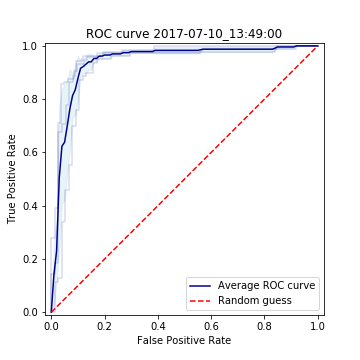 ROC curve 2017-07-10_13:49:00
1.0
0.8
0.6
0.4
0.2
0.0
True Positive Rate
0.0 0.2 0.4 0.6 0.8 1.0
False Positive Rate
Average ROC curve
Random guess